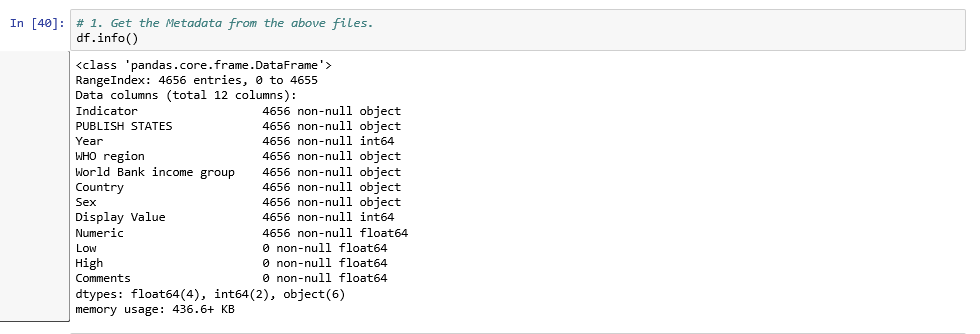 In [40]: # 1. Get the Metadata from the above files.
df.info()
<class 'pandas.core.frame.DataFrame'>
RangeIndex: 4656 entries, 0 to 4655
Data columns (total 12 columns):
Indicator                  4656 non-null object
PUBLISH STATES             4656 non-null object
Year                       4656 non-null int64
WHO region                 4656 non-null object
World Bank income group    4656 non-null object
Country                    4656 non-null object
Sex                        4656 non-null object
Display Value              4656 non-null int64
Numeric                    4656 non-null float64
Low                        0 non-null float64
High                       0 non-null float64
Comments                   0 non-null float64
dtypes: float64(4), int64(2), object(6)
memory usage: 436.6+ KB